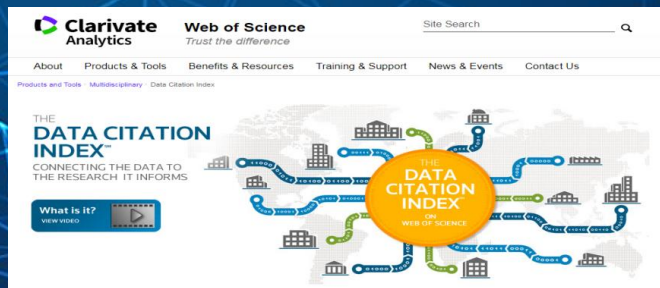 Clarivate
Analytics
Web of Science
Trust the difference
Site Search
About Products & Tools Benefits & Resources Training & Support News & Events Contact Us
Products and Tools Multidisciplinary Data Citation Index
THE
DATA CITATION
INDEX™
CONNECTING THE DATA TO
THE RESEARCH IT INFORMS
What is it?
VIEW VIDEO
THE
DATA
CITATION
INDEX™
ON
WEB OF SCIENCE